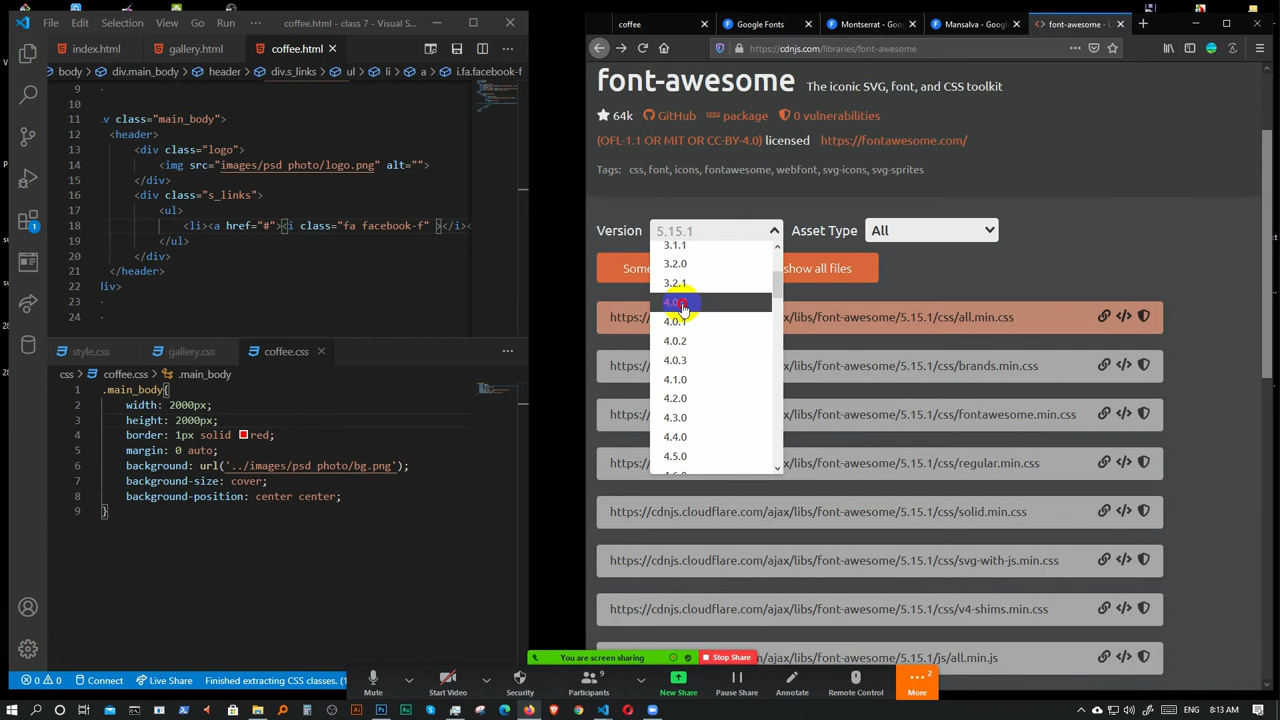 File Edit Selection View Go Run ··· coffee.html - class 7 - Visual S...
index.html gallery.html coffee.html
body div.main_body header div.s_links ul li a i.fa.facebook-f
9
10
11 v class="main_body">
12 <header>
13 <div class="logo">
14 <img src="images/psd photo/logo.png" alt="">
15 </div>
16 <div class="s_links">
17 <ul>
18 <li><a href="#"><i class="fa facebook-f" ></i>
19 </ul>
20 </div>
21 </header>
22 div>
23
24
style.css gallery.css coffee.css
css > coffee.css > .main_body
1 .main_body{
2 width: 2000px;
3 height: 2000px;
4 border: 1px solid red;
5 margin: 0 auto;
6 background: url('../images/psd photo/bg.png');
7 background-size: cover;
8 background-position: center center;
9 }
1
0 0 Connect Live Share Finished extracting CSS classes. (1
coffee Google Fonts Montserrat - Goog Mansalva - Google font-awesome - L
https://cdnjs.com/libraries/font-awesome
font-awesome The iconic SVG, font, and CSS toolkit
64k GitHub package 0 vulnerabilities
(OFL-1.1 OR MIT OR CC-BY-4.0) licensed https://fontawesome.com/
Tags: css, font, icons, fontawesome, webfont, svg-icons, svg-sprites
Version 5.15.1 Asset Type All
3.1.1
3.2.0
3.2.1
4.0.1
4.0.2
4.0.3
4.1.0
4.2.0
4.3.0
4.4.0
4.5.0
Some show all files
https:/ jax/libs/font-awesome/5.15.1/css/all.min.css
https:/ jax/libs/font-awesome/5.15.1/css/brands.min.css
https:/ jax/libs/font-awesome/5.15.1/css/fontawesome.min.css
https:/ jax/libs/font-awesome/5.15.1/css/regular.min.css
https://cdnjs.cloudflare.com/ajax/libs/font-awesome/5.15.1/css/solid.min.css
https://cdnjs.cloudflare.com/ajax/libs/font-awesome/5.15.1/css/svg-with-js.min.css
https://cdnjs.cloudflare.com/ajax/libs/font-awesome/5.15.1/css/v4-shims.min.css
https://cdnjs.cloudflare.com/ajax/libs/font-awesome/5.15.1/js/all.min.js
You are screen sharing Stop Share
Mute Start Video Security Participants 9 New Share Pause Share Annotate Remote Control More 2
ENG 8:13 AM